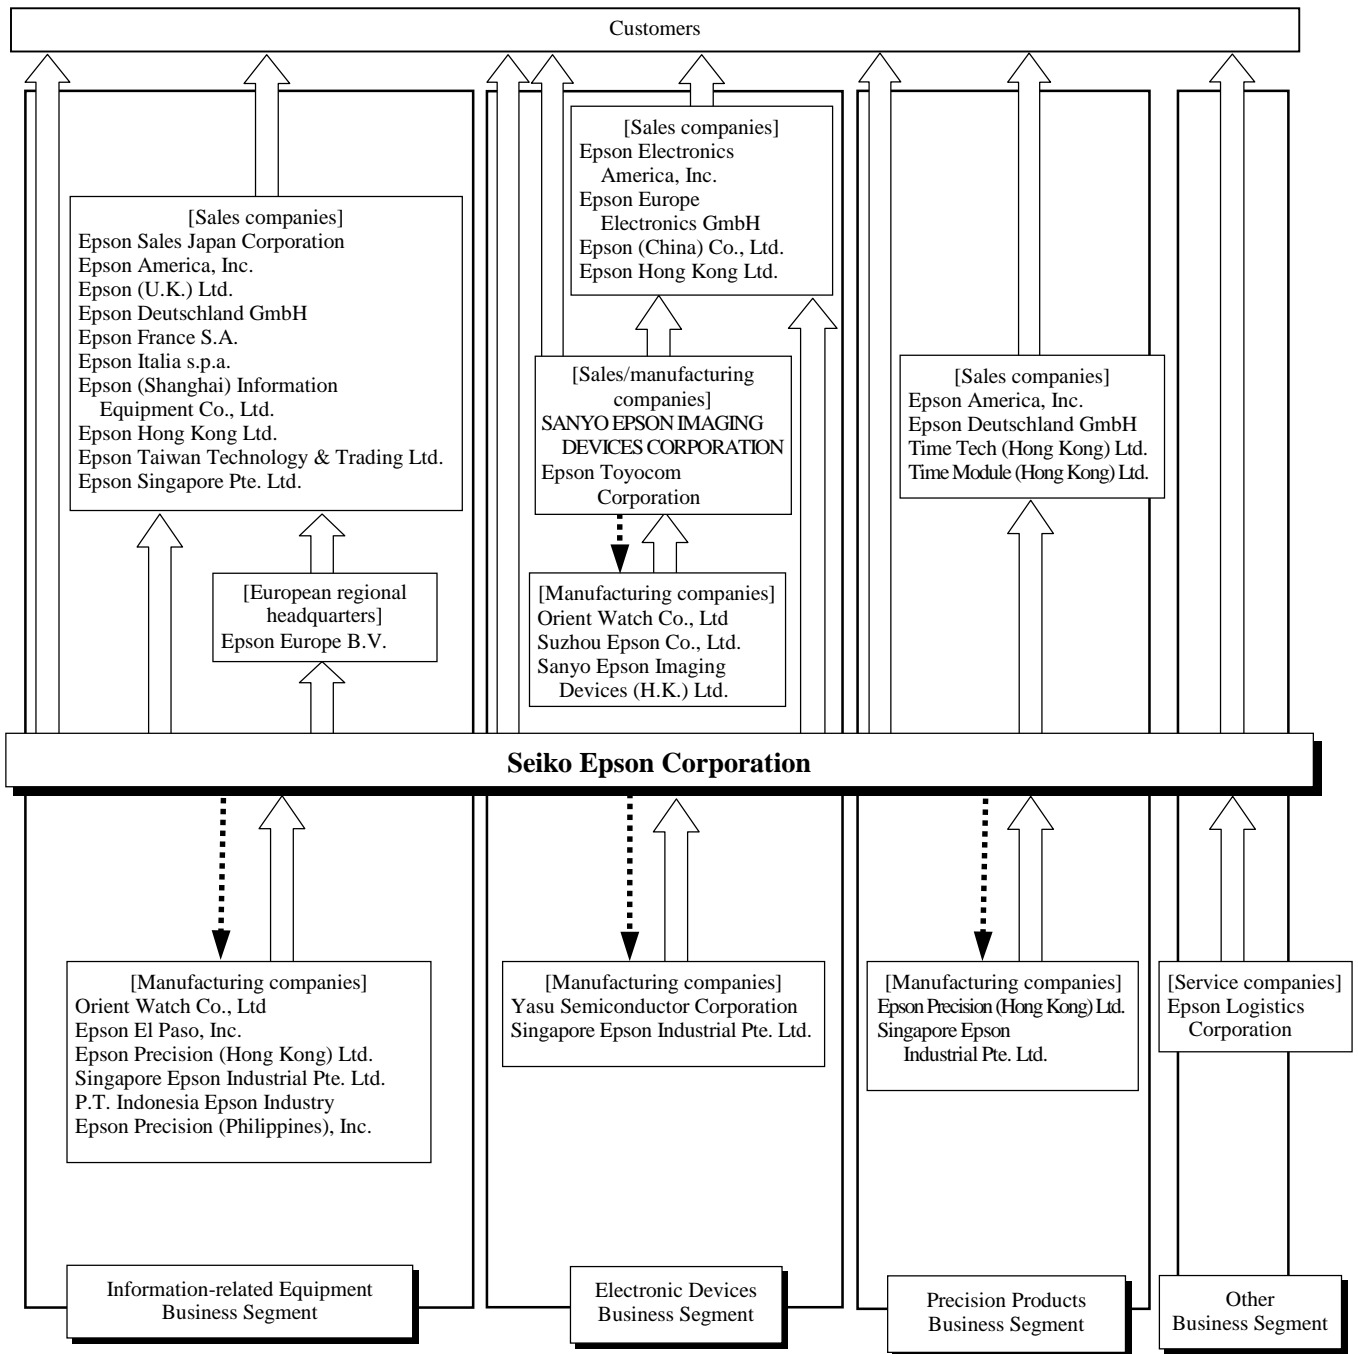 Customers
[Sales companies]
Epson Sales Japan Corporation
Epson America, Inc.
Epson (U.K.) Ltd.
Epson Deutschland GmbH
Epson France S.A.
Epson Italia s.p.a.
Epson (Shanghai) Information
Equipment Co., Ltd.
Epson Hong Kong Ltd.
Epson Taiwan Technology & Trading Ltd.
Epson Singapore Pte. Ltd.
[European regional
headquarters]
Epson Europe B.V.
[Sales companies]
Epson Electronics
America, Inc.
Epson Europe
Electronics GmbH
Epson (China) Co., Ltd.
Epson Hong Kong Ltd.
[Sales/manufacturing
companies]
SANYO EPSON IMAGING
DEVICES CORPORATION
Epson Toyocom
Corporation
[Manufacturing companies]
Orient Watch Co., Ltd
Suzhou Epson Co., Ltd.
Sanyo Epson Imaging
Devices (H.K.) Ltd.
[Sales companies]
Epson America, Inc.
Epson Deutschland GmbH
Time Tech (Hong Kong) Ltd.
Time Module (Hong Kong) Ltd.
Seiko Epson Corporation
[Manufacturing companies]
Orient Watch Co., Ltd
Epson El Paso, Inc.
Epson Precision (Hong Kong) Ltd.
Singapore Epson Industrial Pte. Ltd.
P.T. Indonesia Epson Industry
Epson Precision (Philippines), Inc.
[Manufacturing companies]
Yasu Semiconductor Corporation
Singapore Epson Industrial Pte. Ltd.
[Manufacturing companies]
Epson Precision (Hong Kong) Ltd.
Singapore Epson
Industrial Pte. Ltd.
[Service companies]
Epson Logistics
Corporation
Information-related Equipment
Business Segment
Electronic Devices
Business Segment
Precision Products
Business Segment
Other
Business Segment